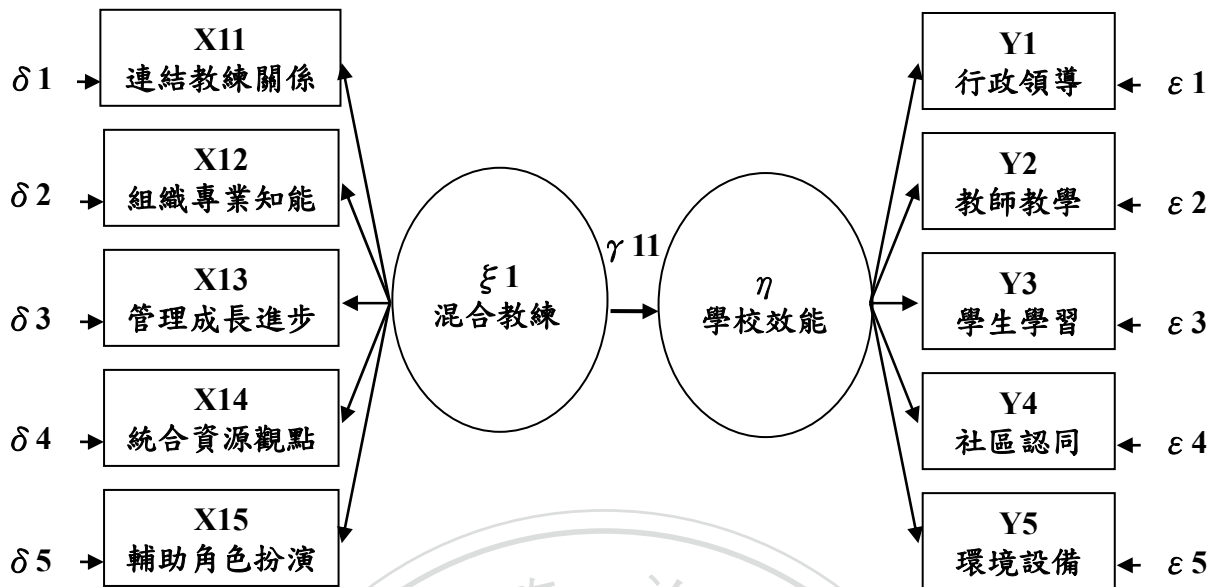 X11
連結教練關係
δ1
X12
組織專業知能
δ2
X13
管理成長進步
δ3
X14
統合資源觀點
δ4
X15
輔助角色扮演
δ5
ξ1
混合教練
γ11
η
學校效能
Y1
行政領導
ε1
Y2
教師教學
ε2
Y3
學生學習
ε3
Y4
社區認同
ε4
Y5
環境設備
ε5